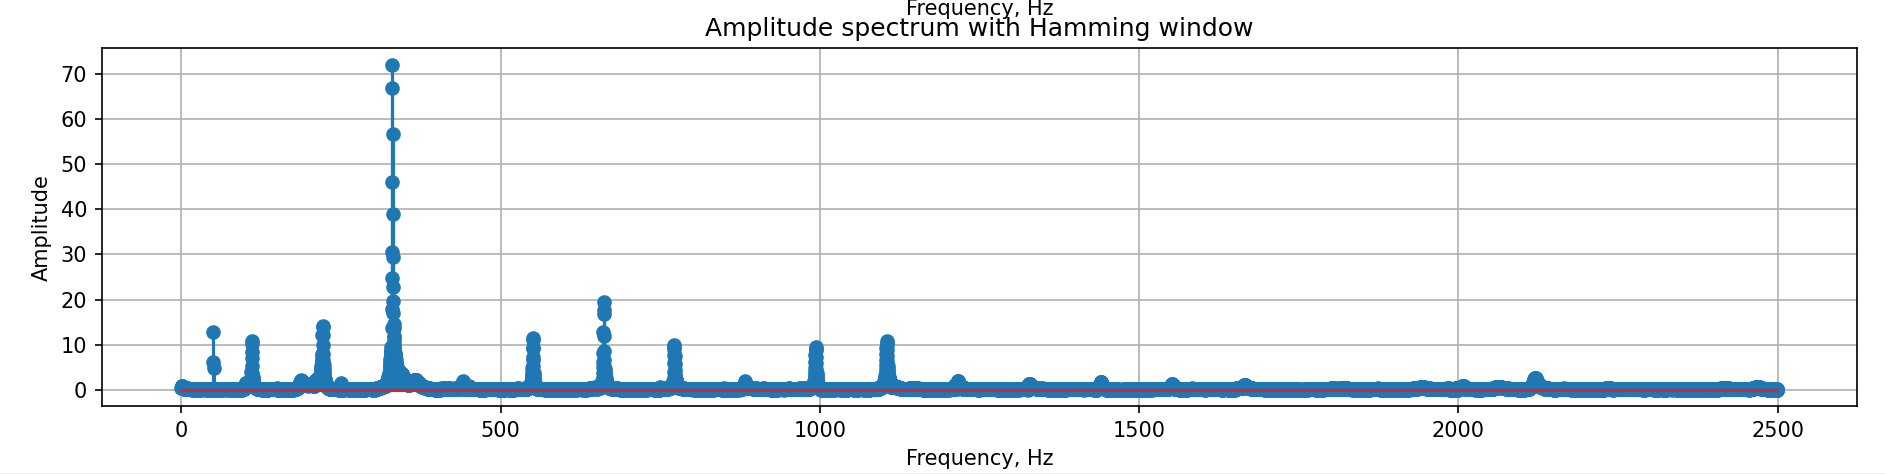 Frequency, Hz
Amplitude spectrum with Hamming window
70
60
50
40
30
20
10
0
Amplitude
0 500 1000 1500 2000 2500
Frequency, Hz